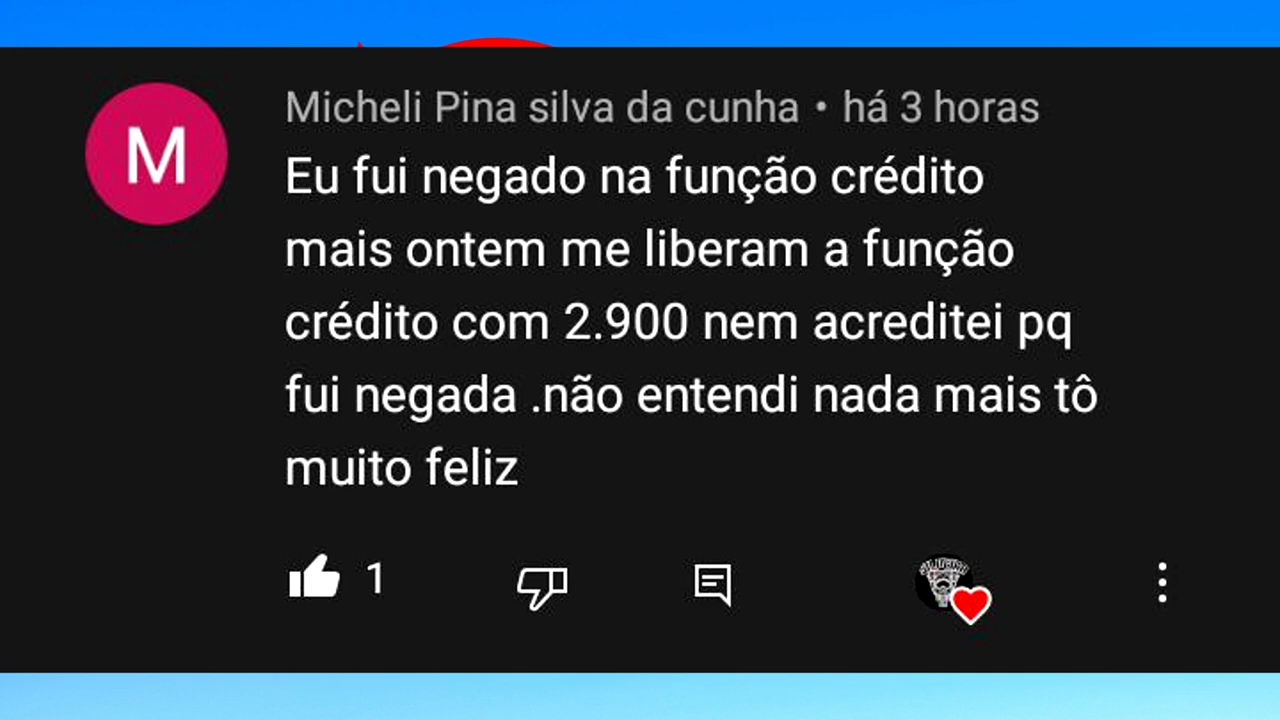 M
Micheli Pina silva da cunha • há 3 horas
Eu fui negado na função crédito
mais ontem me liberam a função
crédito com 2.900 nem acreditei pq
fui negada .não entendi nada mais tô
muito feliz
1